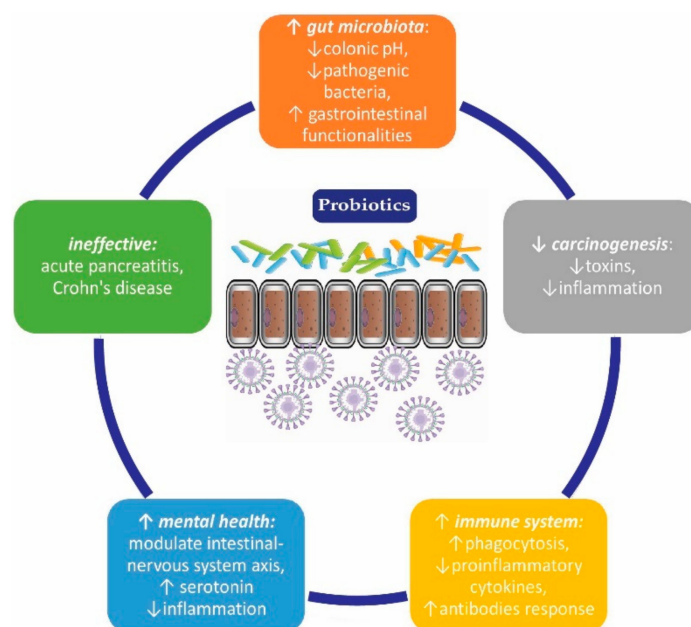 ↑ gut microbiota:
↓colonic pH,
↓pathogenic
bacteria,
↑ gastrointestinal
functionalities
Probiotics
ineffective:
acute pancreatitis,
Crohn's disease
↓ carcinogenesis:
↓toxins,
↓inflammation
↑ mental health:
modulate intestinal-
nervous system axis,
↑ serotonin
↓inflammation
↑ immune system:
↑phagocytosis,
↓proinflammatory
cytokines,
↑antibodies response